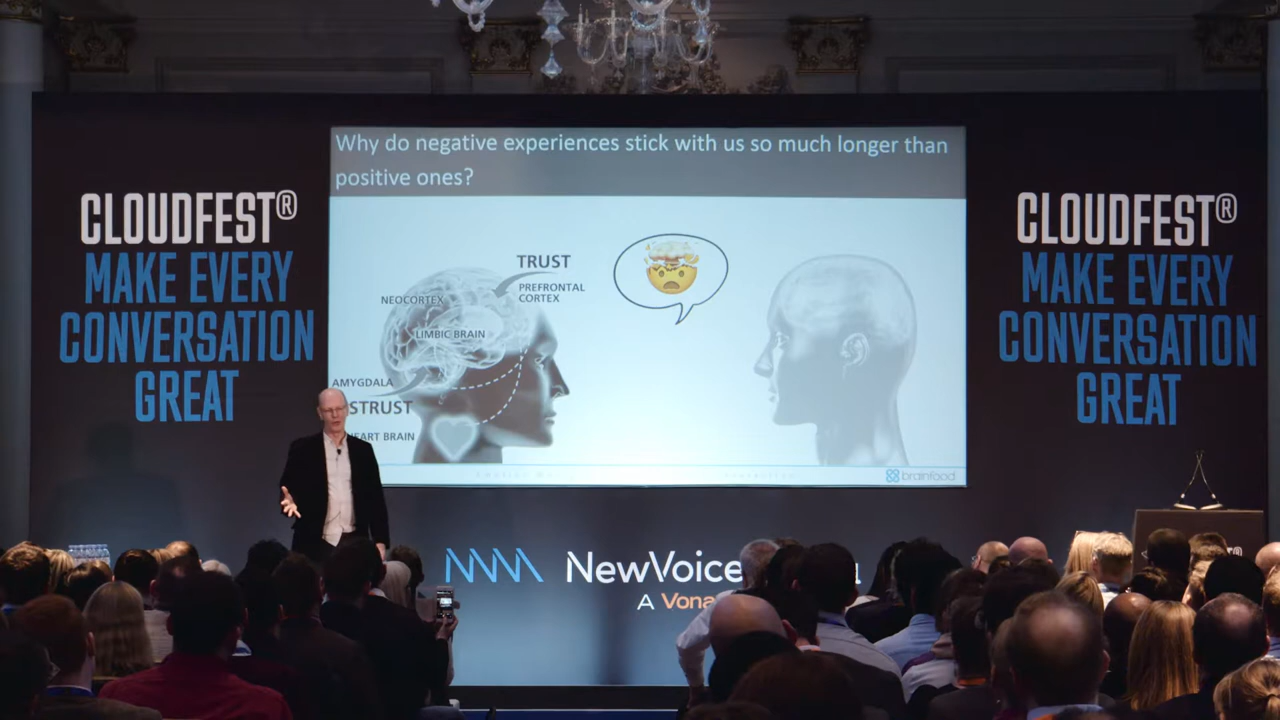 CLOUDFEST®
MAKE EVERY
CONVERSATION
GREAT
Why do negative experiences stick with us so much longer than
positive ones?
TRUST
PREFRONTAL
CORTEX
NEOCORTEX
LIMBIC BRAIN
AMYGDALA
STRUST
EART BRAIN
brainfood
CLOUDFEST®
MAKE EVERY
CONVERSATION
GREAT
NewVoice
A Vona